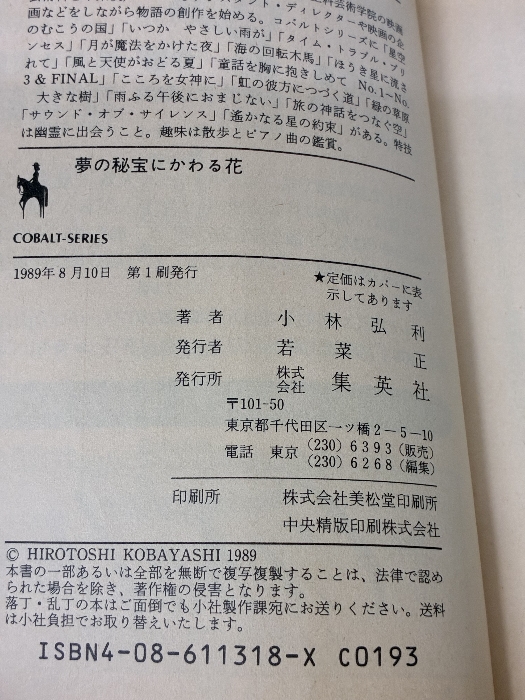 画などをしながら物語の創作を始める。コバルトシリーズに「星空
のむこうの国」「いつか やさしい雨が」「タイム・トラブル・プリ
ンセス」「月が魔法をかけた夜」「海の回転木馬」「ほうき星に流さ
れて」「風と天使がおどる夏」「童話を胸に抱きしめて No.1〜No.
3 & FINAL」「こころを女神に」「虹の彼方につづく道」「緑の草原
大きな樹」「雨ふる午後におまじない」「旅の神話をつなぐ空」
「サウンド・オブ・サイレンス」「遙かなる星の約束」がある。特技
は幽霊に出会うこと。趣味は散歩とピアノ曲の鑑賞。
夢の秘宝にかわる花
COBALT-SERIES
1989年8月10日 第1刷発行
★定価はカバーに表
示してあります
著者 小林弘利
発行者 若菜正
発行所 株式会社 集英社
〒101-50
東京都千代田区一ツ橋2-5-10
電話 東京 (230)6393(販売)
(230)6268(編集)
印刷所 株式会社美松堂印刷所
中央精版印刷株式会社
© HIROTOSHI KOBAYASHI 1989
本書の一部あるいは全部を無断で複写複製することは、法律で認め
られた場合を除き、著作権の侵害となります。
落丁・乱丁の本はご面倒でも小社製作課宛にお送りください。送料
は小社負担でお取り替えいたします。
ISBN4-08-611318-X C0193